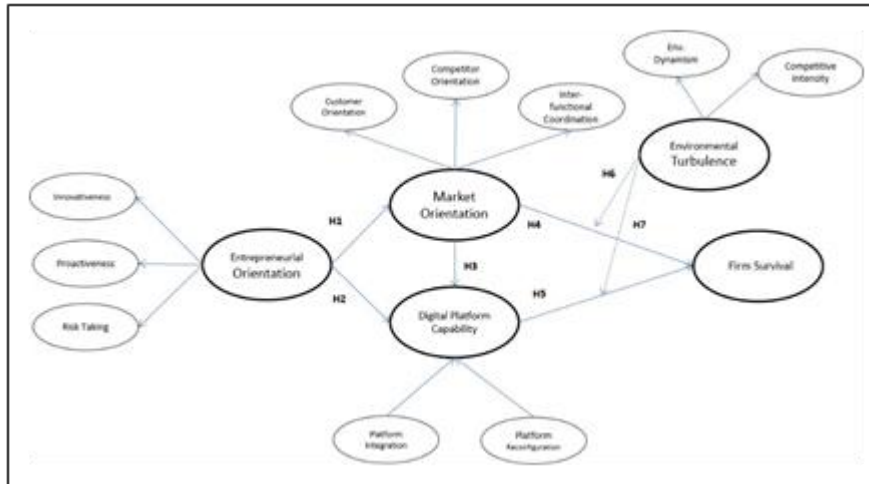 Env.
Dynamism
Competitive
Intensity
Competitor
Orientation
Customer
Orientation
Inter-
functional
Coordination
Environmental
Turbulence
H6
Innovativeness
Market
Orientation
H1
H4
H7
Proactiveness
Entrepreneurial
Orientation
H3
Firm Survival
H2
H5
Digital Platform
Capability
Risk Taking
Platform
Integration
Platform
Reconfiguration